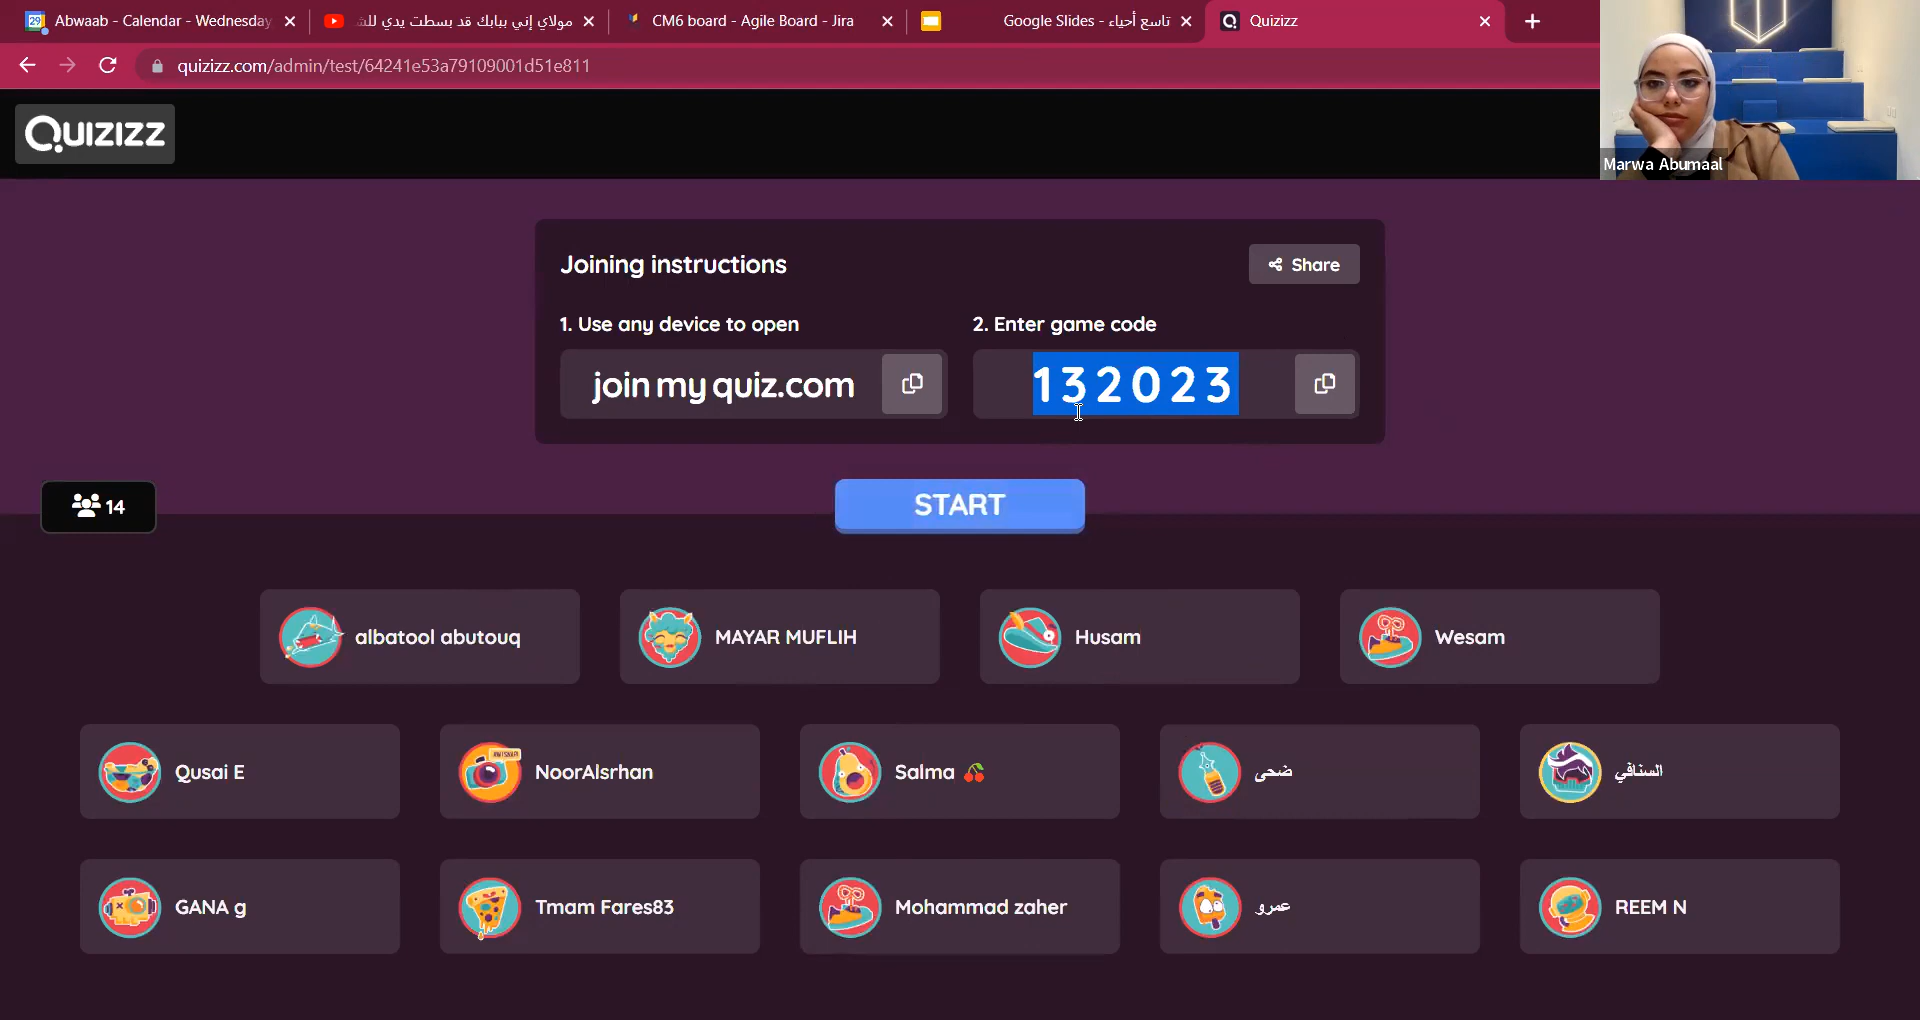 Abwaab - Calendar - Wednesday
مولاي إني ببابك قد بسطت يدي للش
CM6 board - Agile Board - Jira
تاسع أحياء - Google Slides
Quizizz
quizizz.com/admin/test/64241e53a79109001d51e811
QUIZIZZ
Marwa Abumaal
Joining instructions
Share
1. Use any device to open
2. Enter game code
joinmyquiz.com
132023
14
START
albatool abutouq
MAYAR MUFLIH
Husam
Wesam
Qusai E
NoorAlsrhan
Salma 🍒
ضحى
السنافي
GANA g
Tmam Fares83
Mohammad zaher
عمرو
REEM N